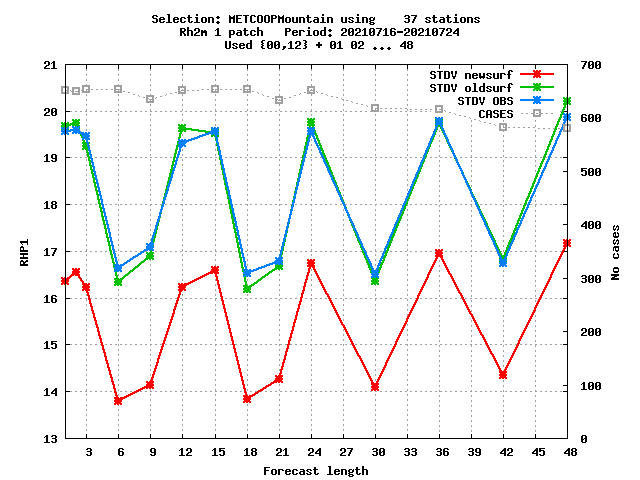 Selection: METCOOPMountain using 37 stations
Rh2m 1 patch Period: 20210716-20210724
Used {00,12} + 01 02 ... 48
STDV newsurf
STDV oldsurf
STDV OBS
CASES
21
20
19
18
17
16
15
14
13
RHP1
700
600
500
400
300
200
100
0
No cases
3 6 9 12 15 18 21 24 27 30 33 36 39 42 45 48
Forecast length